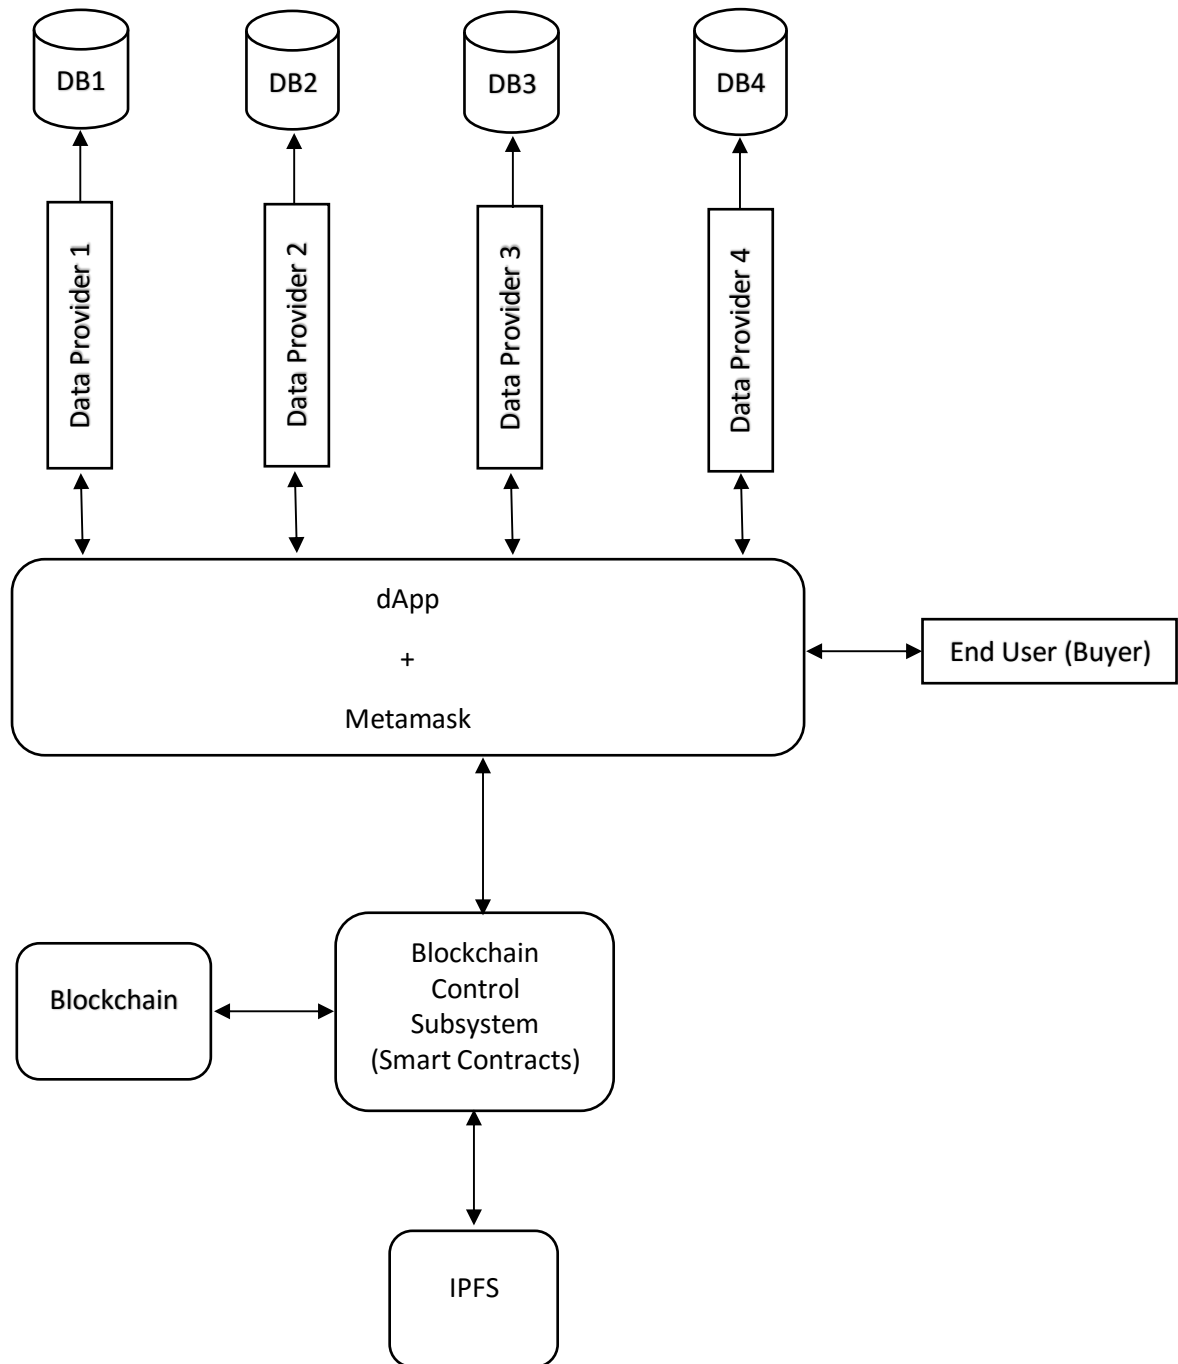 DB1
DB2
DB3
DB4
Data Provider 1
Data Provider 2
Data Provider 3
Data Provider 4
dApp
+
Metamask
End User (Buyer)
Blockchain
Blockchain
Control
Subsystem
(Smart Contracts)
IPFS